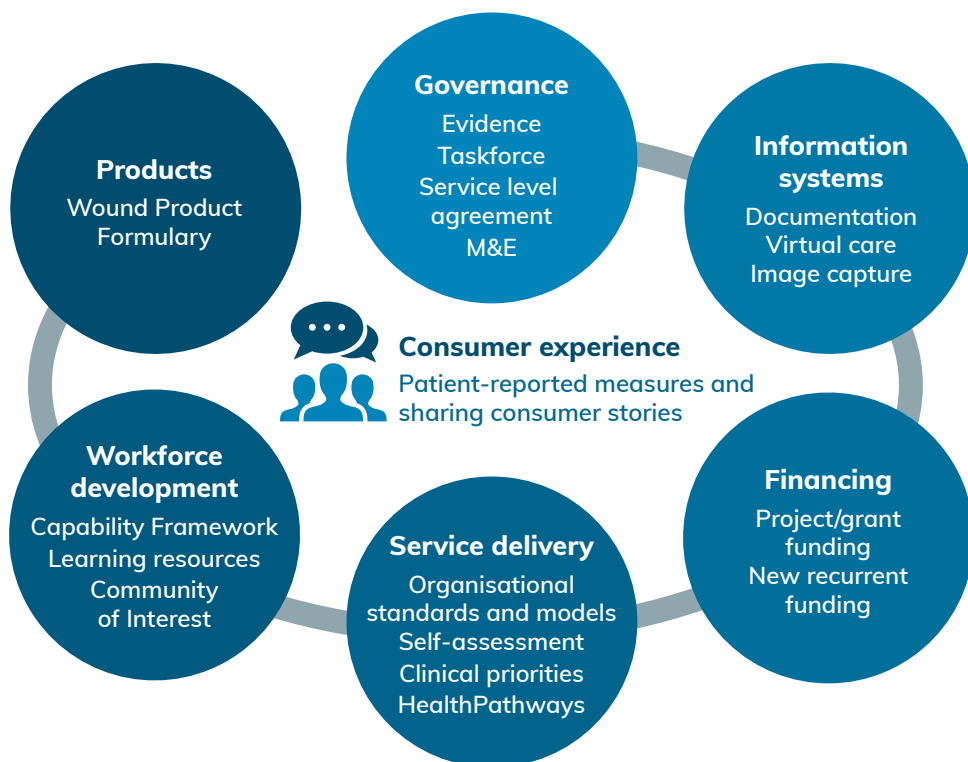 Governance
Evidence
Taskforce
Service level
agreement
M&E
Information
systems
Documentation
Virtual care
Image capture
Financing
Project/grant
funding
New recurrent
funding
Service delivery
Organisational
standards and models
Self-assessment
Clinical priorities
HealthPathways
Workforce
development
Capability Framework
Learning resources
Community
of Interest
Products
Wound Product
Formulary
Consumer experience
Patient-reported measures and
sharing consumer stories